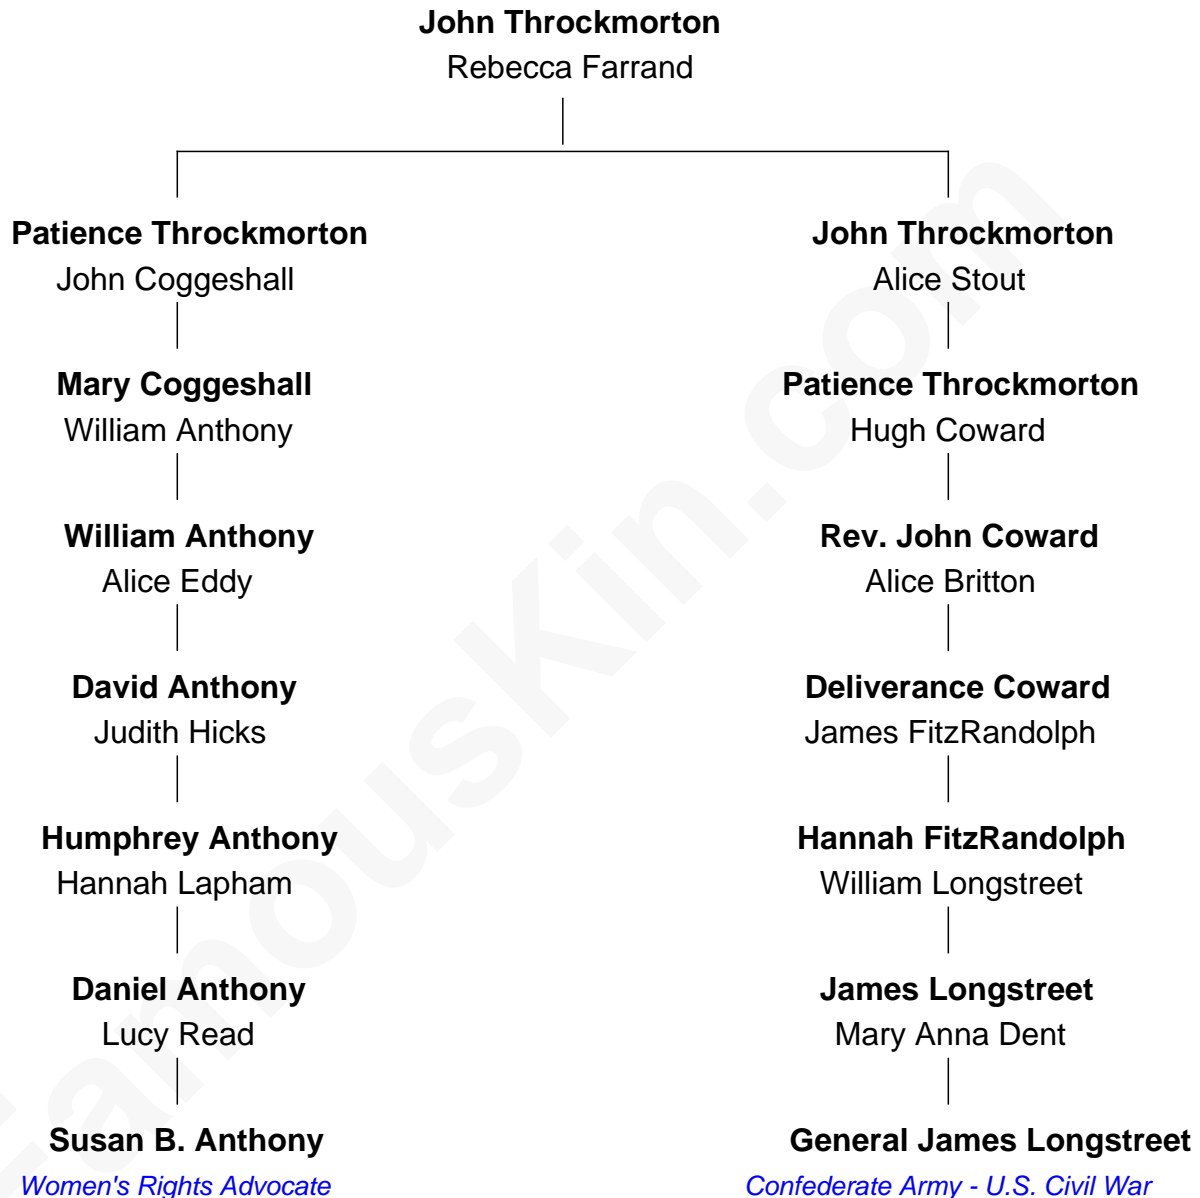 John Throckmorton
Rebecca Farrand
Patience Throckmorton
John Coggeshall
Mary Coggeshall
William Anthony
William Anthony
Alice Eddy
David Anthony
Judith Hicks
Humphrey Anthony
Hannah Lapham
Daniel Anthony
Lucy Read
Susan B. Anthony
Women's Rights Advocate
John Throckmorton
Alice Stout
Patience Throckmorton
Hugh Coward
Rev. John Coward
Alice Britton
Deliverance Coward
James FitzRandolph
Hannah FitzRandolph
William Longstreet
James Longstreet
Mary Anna Dent
General James Longstreet
Confederate Army - U.S. Civil War
FamousKin.com